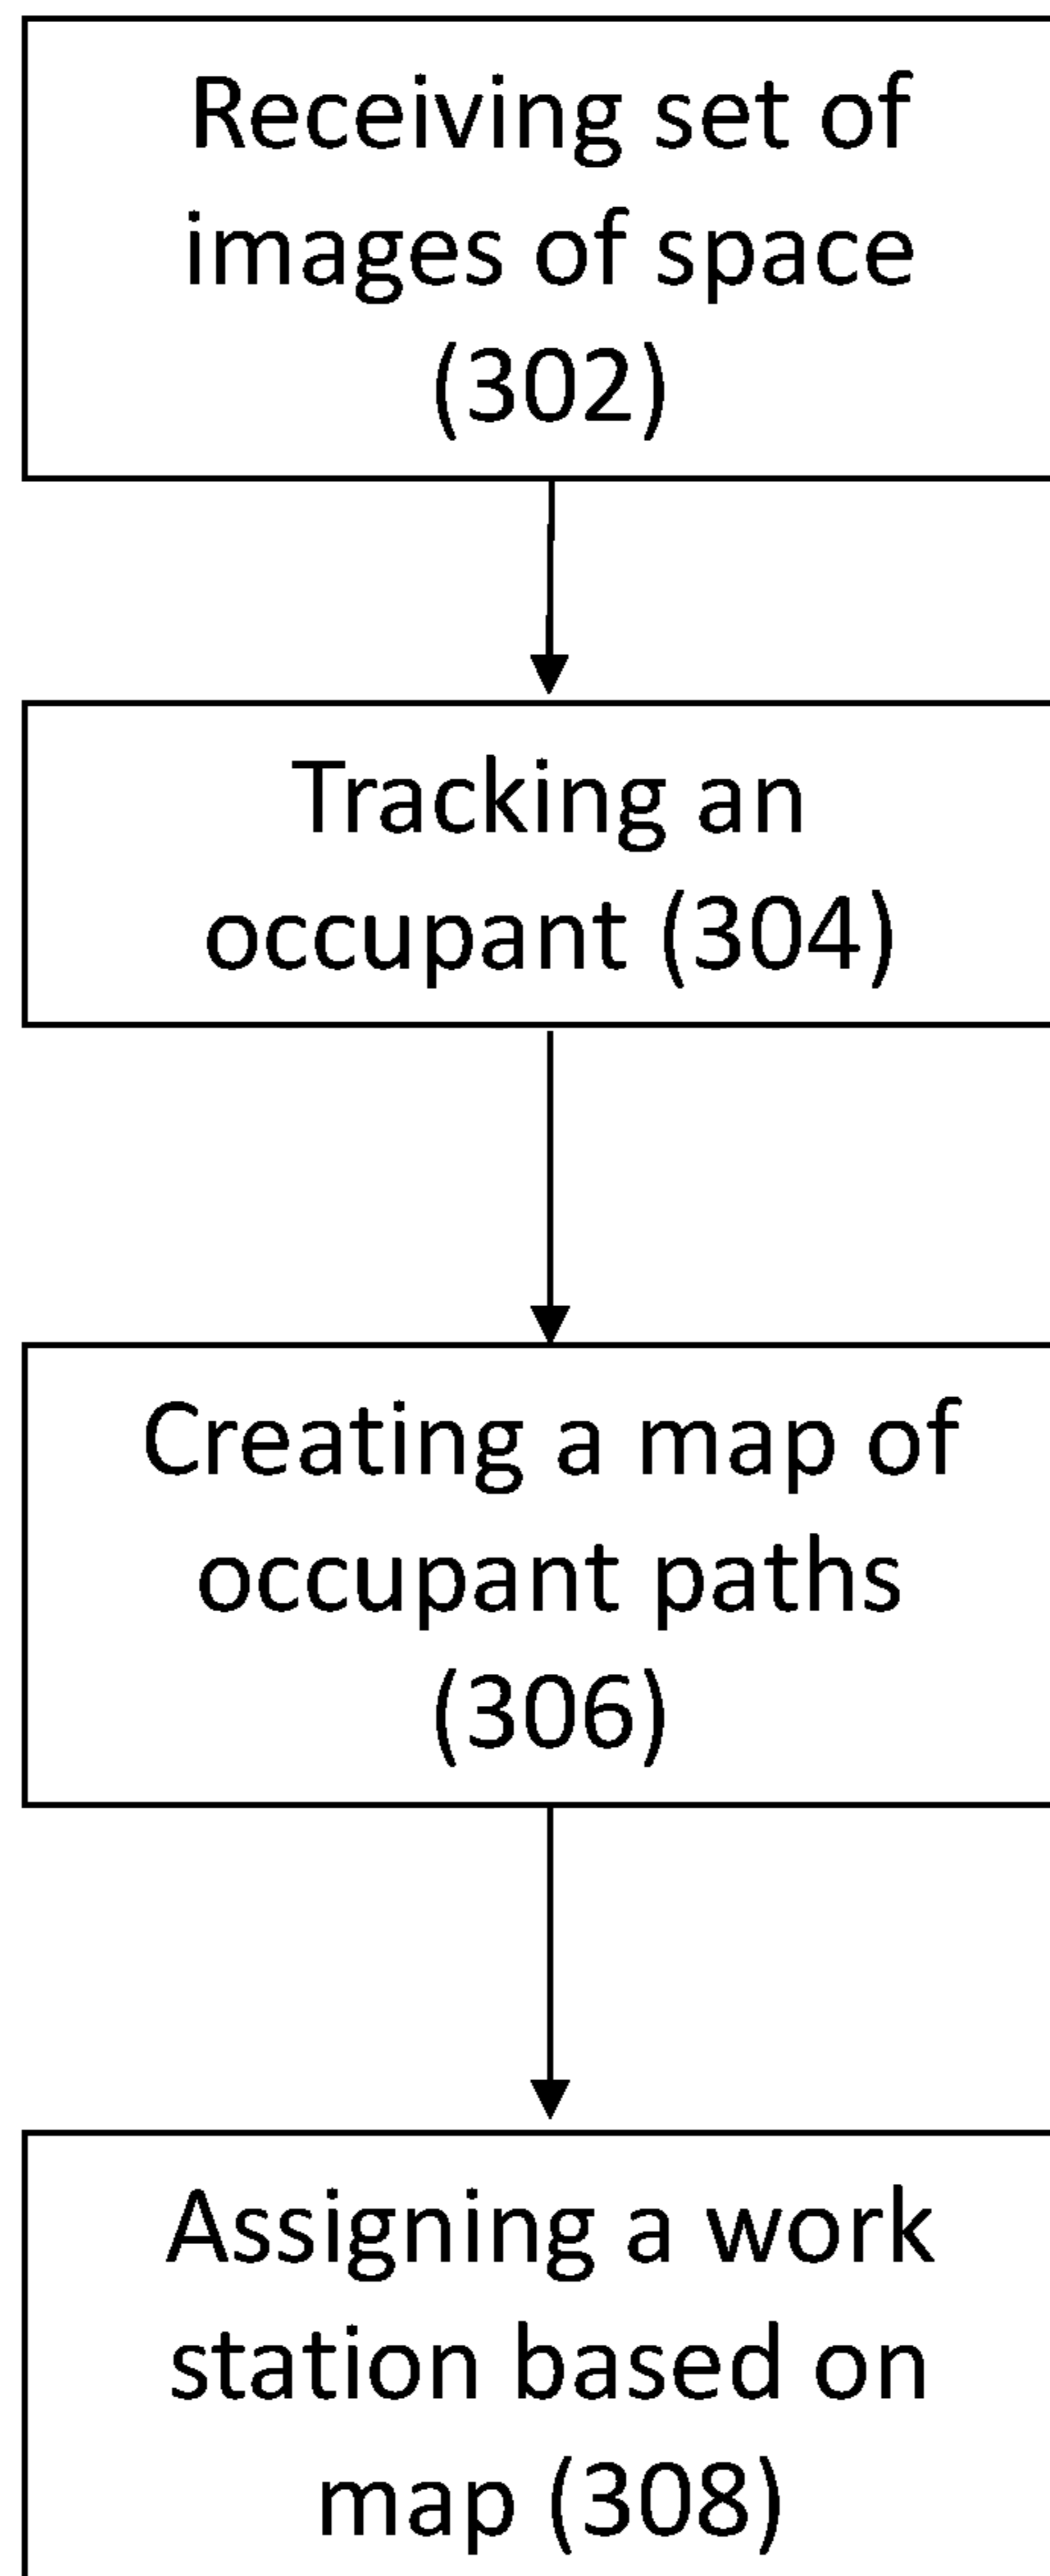 Receiving set of
images of space
(302)
Tracking an
occupant (304)
Creating a map of
occupant paths
(306)
Assigning a work
station based on
map (308)